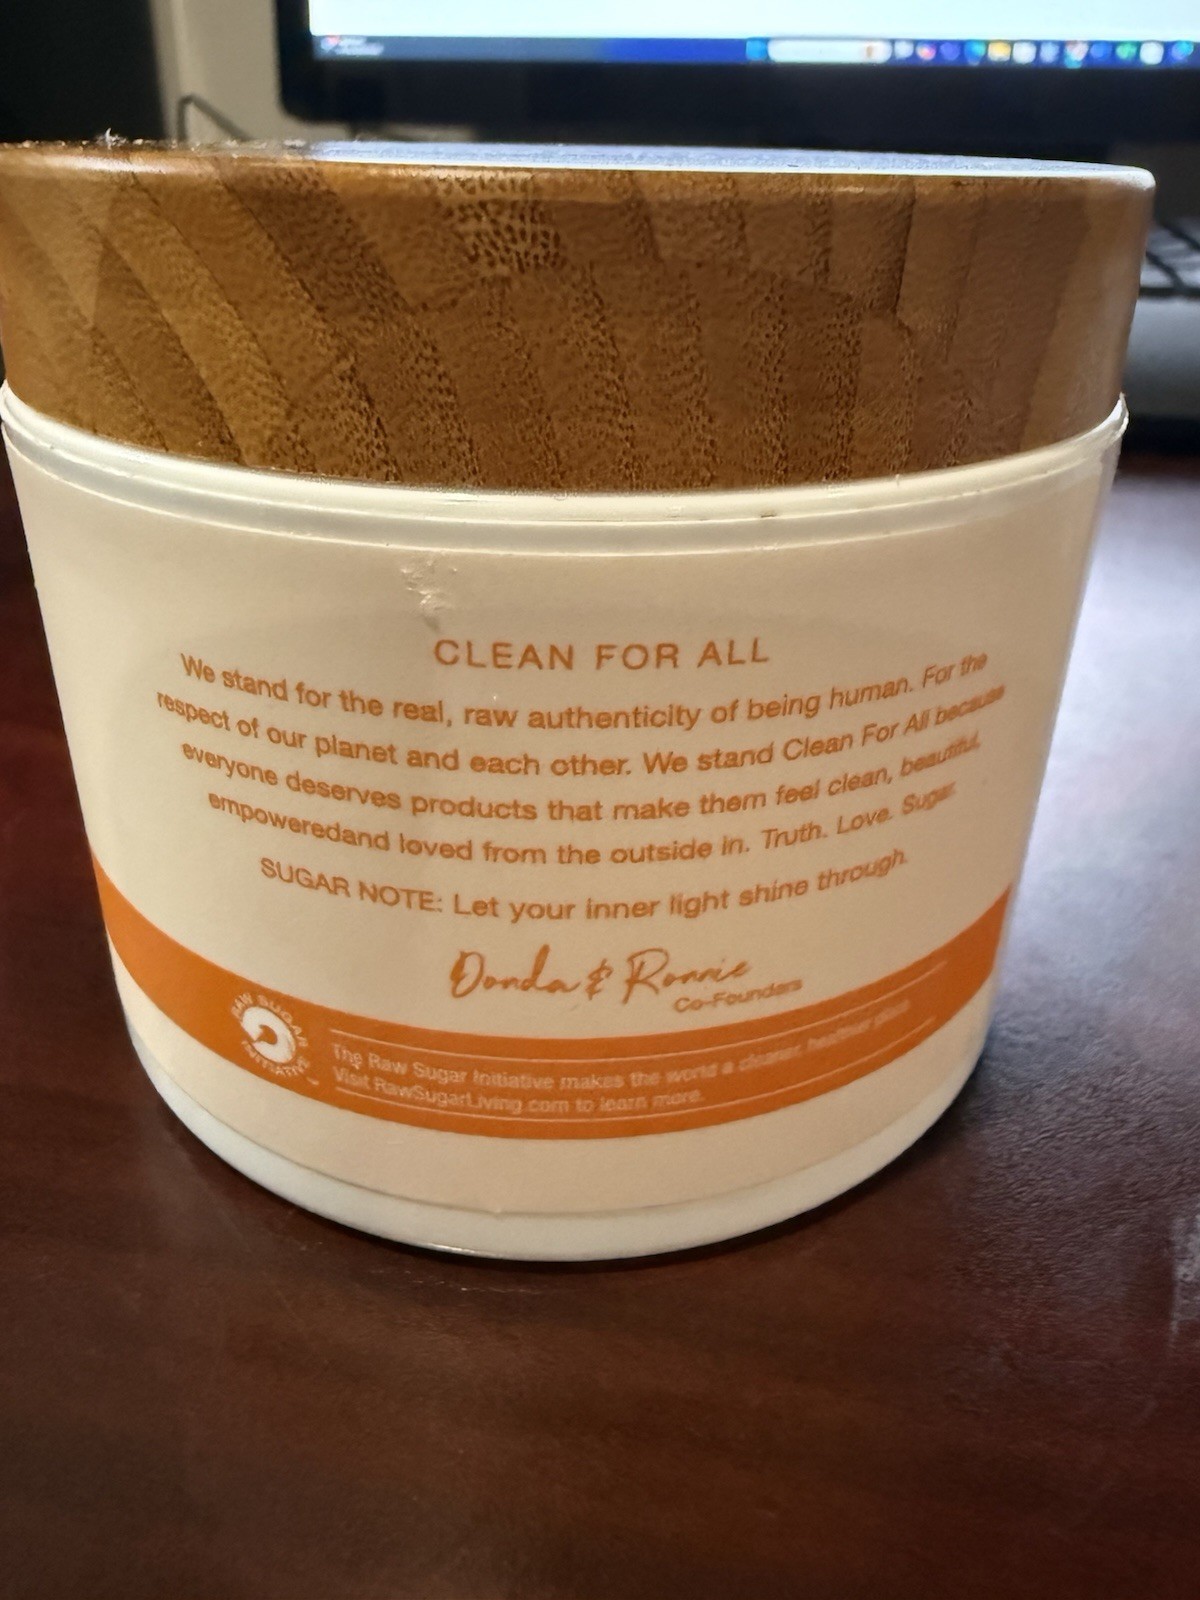 CLEAN FOR ALL
We stand for the real, raw authenticity of being human. For the
respect of our planet and each other. We stand Clean For All because
everyone deserves products that make them feel clean, beautiful,
empoweredand loved from the outside in. Truth. Love. Sugar.
SUGAR NOTE: Let your inner light shine through.
Donda & Ronnie
Co-Founders
RAW SUGAR INITIATIVE
The Raw Sugar Initiative makes the world a cleaner, healthier place.
Visit RawSugarLiving.com to learn more.